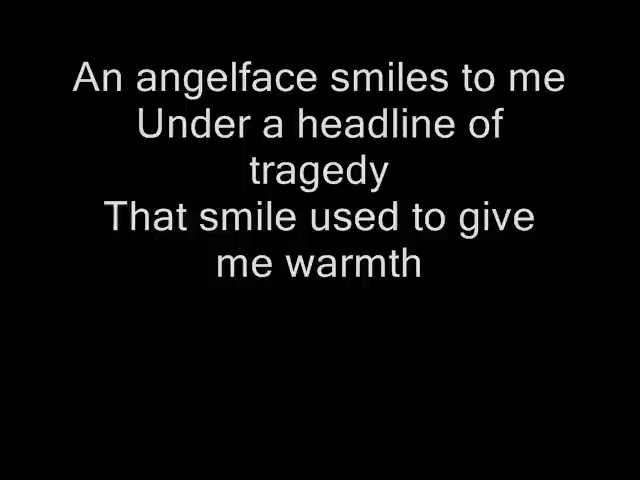 An angelface smiles to me
Under a headline of
tragedy
That smile used to give
me warmth